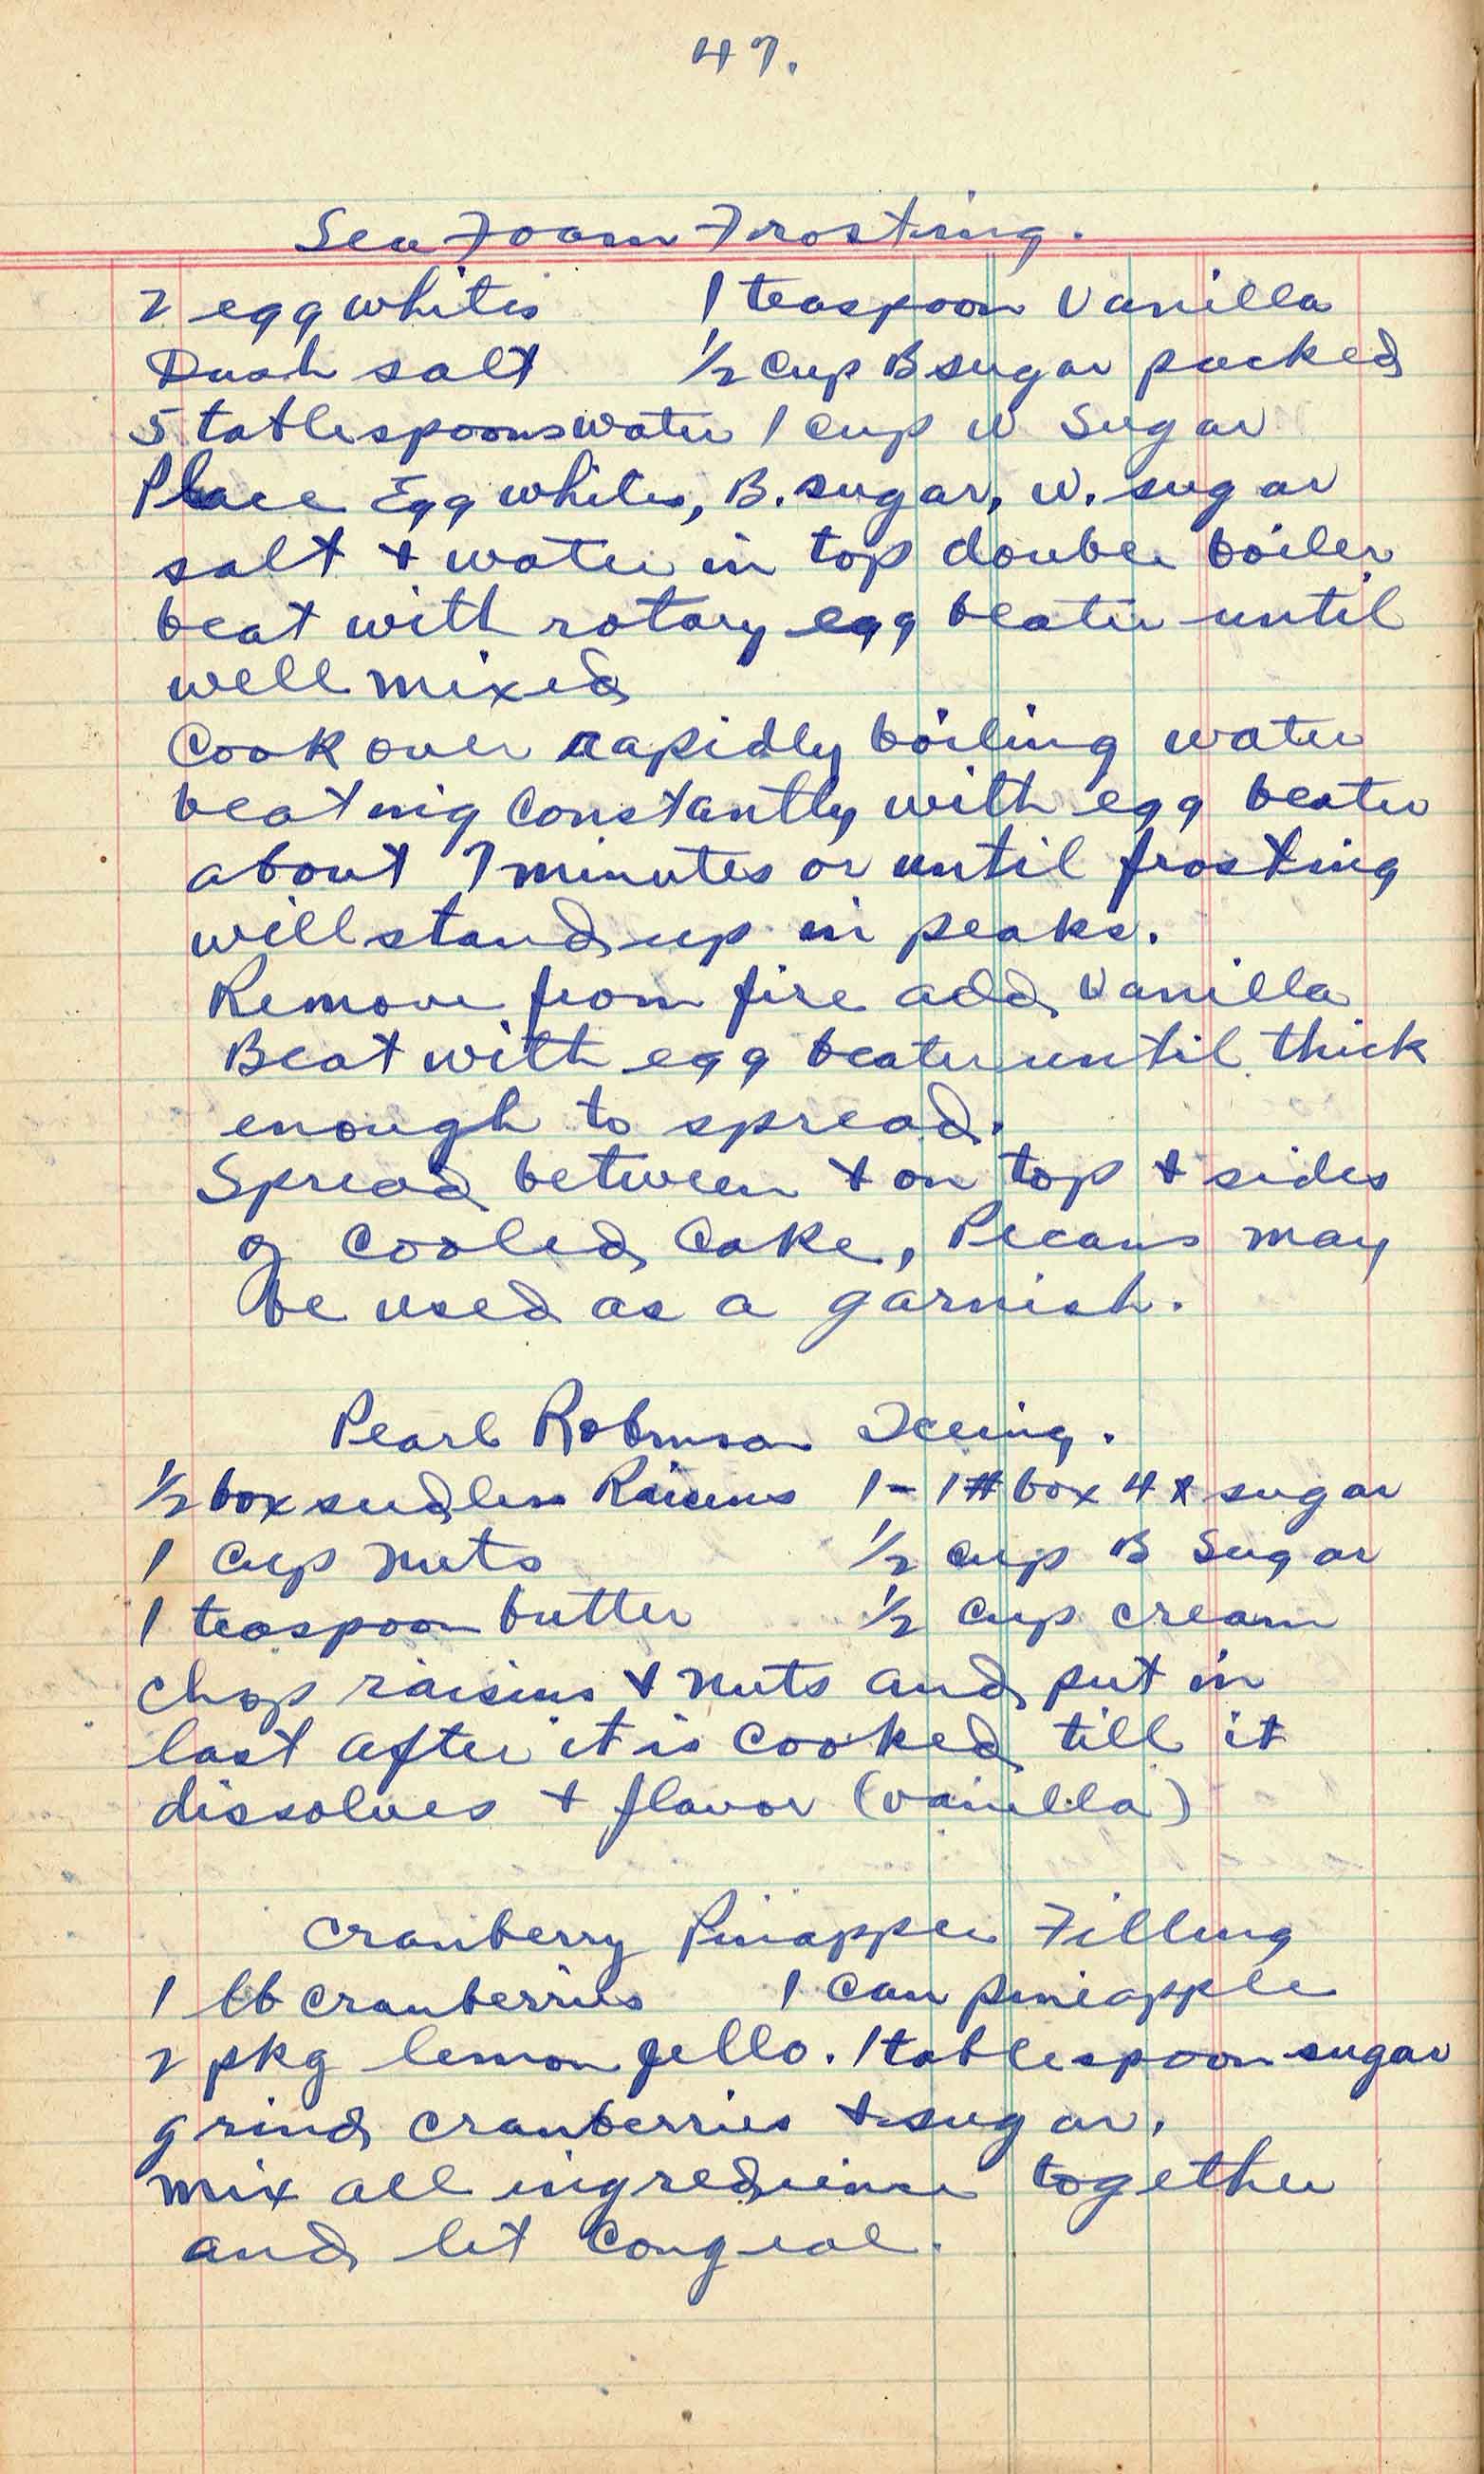 47.
Sea Foam Frosting.
2 egg whites 1 teaspoon Vanilla
Dash salt 1/2 cup B sugar packed
5 tablespoons water 1 cup W Sugar
Place Egg whites, B. sugar, W. sugar
salt + water in top double boiler
beat with rotary egg beater until
well mixed
Cook over rapidly boiling water
beating constantly with egg beater
about 7 minutes or until frosting
will stand up in peaks.
Remove from fire add Vanilla
Beat with egg beater until thick
enough to spread.
Spread between + on top + sides
of cooled cake, Pecans may
be used as a garnish.
Pearl Robinson Iceing.
1/2 box seedless Raisens 1 - 1# box 4X sugar
1 cup nuts 1/2 cup B Sugar
1 teaspoon butter 1/2 cup cream
chop raisins + nuts and put in
last after it is cooked till it
dissolves + flavor (vanilla)
Cranberry Pinapple Filling
1 lb cranberries 1 can pineapple
2 pkg lemon jello. 1 tablespoon sugar
grind cranberries + sugar.
mix all together
and let congeal.